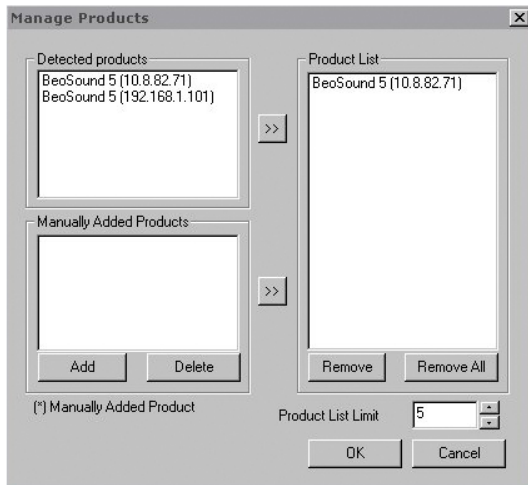 Manage Products
Detected products
BeoSound 5 (10.8.82.71)
BeoSound 5 (192.168.1.101)
>>
Product List
BeoSound 5 (10.8.82.71)
Manually Added Products
>>
Add
Delete
Remove
Remove All
(*) Manually Added Product
Product List Limit
5
OK
Cancel